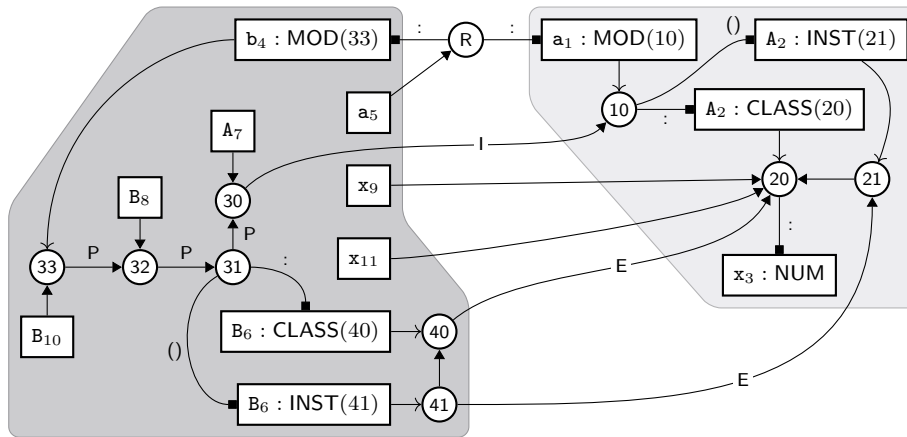 b₄ : MOD(33)
:
R
:
a₁ : MOD(10)
()
A₂ : INST(21)
a₅
10
:
A₂ : CLASS(20)
A₇
I
B₈
30
x₉
20
21
P
:
33
P
32
P
31
:
x₁₁
E
x₃ : NUM
B₁₀
()
B₆ : CLASS(40)
40
E
B₆ : INST(41)
41